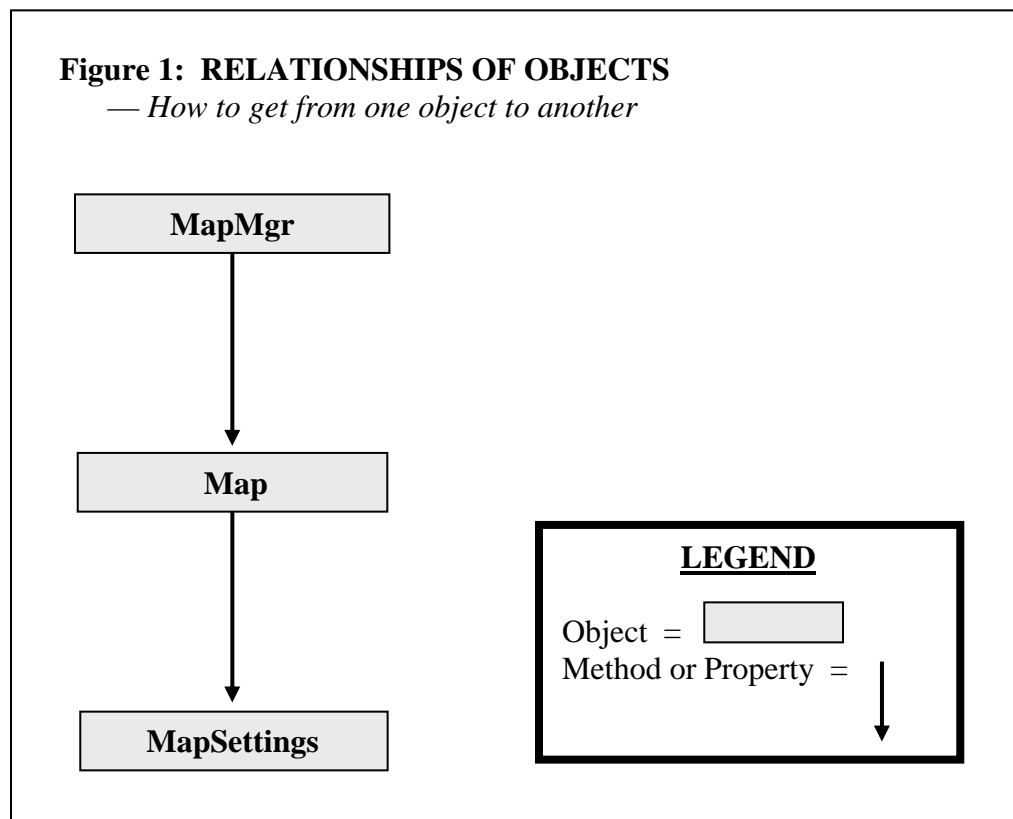 Figure 1:  RELATIONSHIPS OF OBJECTS
— How to get from one object to another
MapMgr
Map
MapSettings
LEGEND
Object  =
Method or Property  =